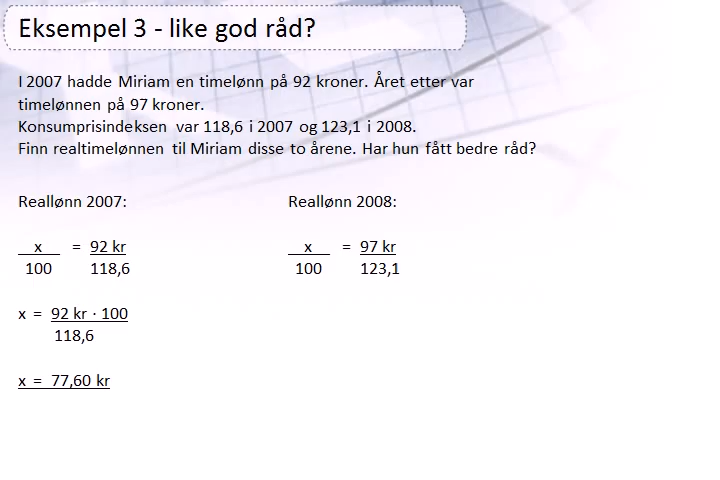 Eksempel 3 - like god råd?
I 2007 hadde Miriam en timelønn på 92 kroner. Året etter var
timelønnen på 97 kroner.
Konsumprisindeksen var 118,6 i 2007 og 123,1 i 2008.
Finn realtimelønnen til Miriam disse to årene. Har hun fått bedre råd?
Reallønn 2007: Reallønn 2008:
x = 92 kr x = 97 kr
100 118,6 100 123,1
x = 92 kr · 100
118,6
x = 77,60 kr